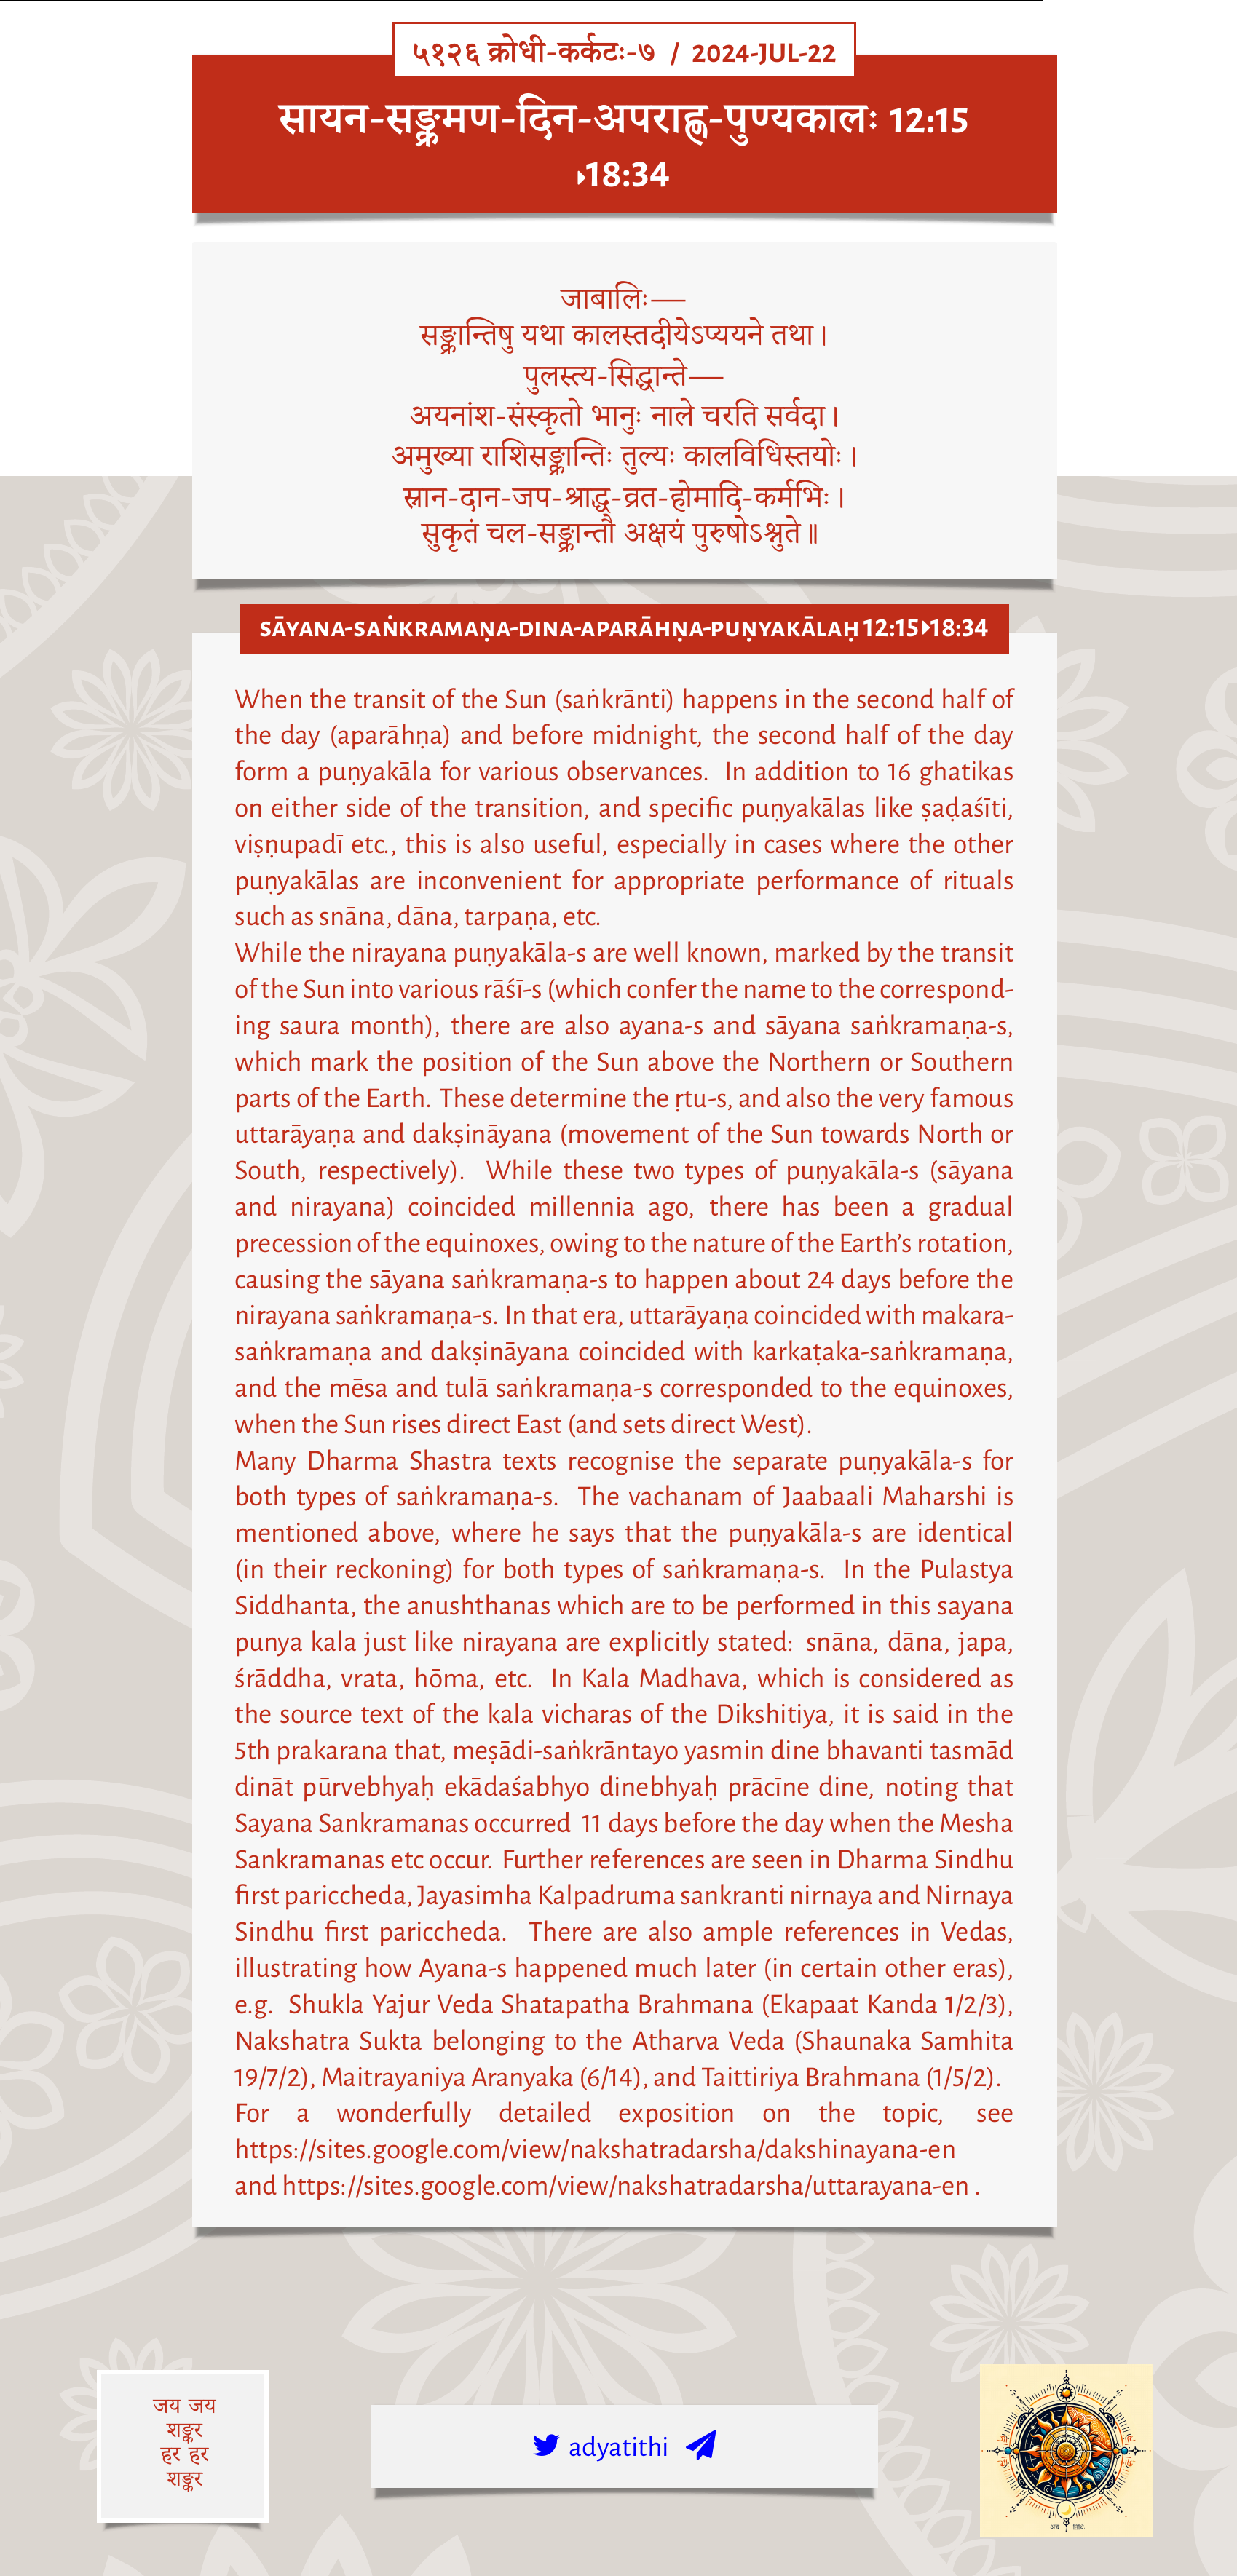 ५१२६ क्रोधी-कर्कटः-७ / 2024-JUL-22
सायन-सङ्क्रमण-दिन-अपराह्ण-पुण्यकालः 12:15
▸18:34
जाबालिः—
सङ्क्रान्तिषु यथा कालस्तदीयेऽप्ययने तथा।
पुलस्त्य-सिद्धान्ते—
अयनांश-संस्कृतो भानुः नाले चरति सर्वदा।
अमुख्या राशिसङ्क्रान्तिः तुल्यः कालविधिस्तयोः।
स्नान-दान-जप-श्राद्ध-व्रत-होमादि-कर्मभिः।
सुकृतं चल-सङ्क्रान्तौ अक्षयं पुरुषोऽश्नुते॥
SĀYANA-SAṄKRAMAṆA-DINA-APARĀHṆA-PUṆYAKĀLAḤ 12:15▸18:34
When the transit of the Sun (saṅkrānti) happens in the second half of
the day (aparāhṇa) and before midnight, the second half of the day
form a puṇyakāla for various observances. In addition to 16 ghatikas
on either side of the transition, and specific puṇyakālas like ṣaḍaśīti,
viṣṇupadī etc., this is also useful, especially in cases where the other
puṇyakālas are inconvenient for appropriate performance of rituals
such as snāna, dāna, tarpaṇa, etc.
While the nirayana puṇyakāla-s are well known, marked by the transit
of the Sun into various rāśī-s (which confer the name to the correspond-
ing saura month), there are also ayana-s and sāyana saṅkramaṇa-s,
which mark the position of the Sun above the Northern or Southern
parts of the Earth. These determine the ṛtu-s, and also the very famous
uttarāyaṇa and dakṣināyana (movement of the Sun towards North or
South, respectively). While these two types of puṇyakāla-s (sāyana
and nirayana) coincided millennia ago, there has been a gradual
precession of the equinoxes, owing to the nature of the Earth’s rotation,
causing the sāyana saṅkramaṇa-s to happen about 24 days before the
nirayana saṅkramaṇa-s. In that era, uttarāyaṇa coincided with makara-
saṅkramaṇa and dakṣināyana coincided with karkaṭaka-saṅkramaṇa,
and the mēsa and tulā saṅkramaṇa-s corresponded to the equinoxes,
when the Sun rises direct East (and sets direct West).
Many Dharma Shastra texts recognise the separate puṇyakāla-s for
both types of saṅkramaṇa-s. The vachanam of Jaabaali Maharshi is
mentioned above, where he says that the puṇyakāla-s are identical
(in their reckoning) for both types of saṅkramaṇa-s. In the Pulastya
Siddhanta, the anushthanas which are to be performed in this sayana
punya kala just like nirayana are explicitly stated: snāna, dāna, japa,
śrāddha, vrata, hōma, etc. In Kala Madhava, which is considered as
the source text of the kala vicharas of the Dikshitiya, it is said in the
5th prakarana that, meṣādi-saṅkrāntayo yasmin dine bhavanti tasmād
dināt pūrvebhyaḥ ekādaśabhyo dinebhyaḥ prācīne dine, noting that
Sayana Sankramanas occurred 11 days before the day when the Mesha
Sankramanas etc occur. Further references are seen in Dharma Sindhu
first pariccheda, Jayasimha Kalpadruma sankranti nirnaya and Nirnaya
Sindhu first pariccheda. There are also ample references in Vedas,
illustrating how Ayana-s happened much later (in certain other eras),
e.g. Shukla Yajur Veda Shatapatha Brahmana (Ekapaat Kanda 1/2/3),
Nakshatra Sukta belonging to the Atharva Veda (Shaunaka Samhita
19/7/2), Maitrayaniya Aranyaka (6/14), and Taittiriya Brahmana (1/5/2).
For a wonderfully detailed exposition on the topic, see
https://sites.google.com/view/nakshatradarsha/dakshinayana-en
and https://sites.google.com/view/nakshatradarsha/uttarayana-en .
जय जय
शङ्कर
हर हर
शङ्कर
adyatithi
अद्य तिथिः